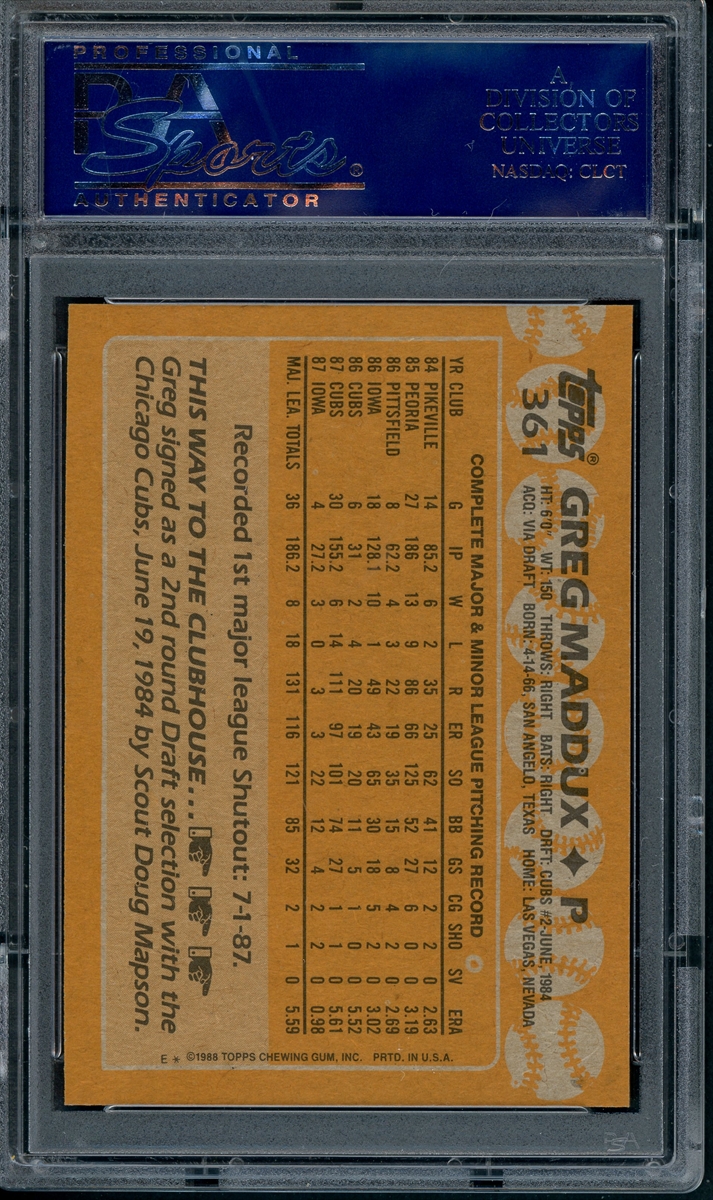 PROFESSIONAL
PSA
Sports®
AUTHENTICATOR
A
DIVISION OF
COLLECTORS
UNIVERSE
NASDAQ: CLCT
topps®
361
GREG MADDUX ♦ P
HT: 6'0" WT: 150 THROWS: RIGHT BATS: RIGHT DRFT: CUBS #2-JUNE, 1984
ACQ: VIA DRAFT BORN: 4-14-66, SAN ANGELO, TEXAS HOME: LAS VEGAS, NEVADA
COMPLETE MAJOR & MINOR LEAGUE PITCHING RECORD
YR CLUB G IP W L R ER SO BB GS CG SHO SV ERA
84 PIKEVILLE 14 85.2 6 2 35 25 62 41 12 2 2 0 2.63
85 PEORIA 27 186 13 9 86 66 125 52 27 6 0 0 3.19
86 PITTSFIELD 8 62.2 4 3 22 19 35 15 8 4 2 0 2.69
86 IOWA 18 128.1 10 1 49 43 65 30 18 5 2 0 3.02
86 CUBS 6 31 2 4 20 19 20 11 5 1 0 0 5.52
87 CUBS 30 155.2 6 14 111 97 101 74 27 1 1 0 5.61
87 IOWA 4 27.2 3 0 3 3 22 12 4 2 2 0 0.98
MAJ. LEA. TOTALS 36 186.2 8 18 131 116 121 85 32 2 1 0 5.59
Recorded 1st major league Shutout: 7-1-87.
THIS WAY TO THE CLUBHOUSE...
Greg signed as a 2nd round Draft selection with the
Chicago Cubs, June 19, 1984 by Scout Doug Mapson.
E * ©1988 TOPPS CHEWING GUM, INC. PRTD. IN U.S.A.
PSA